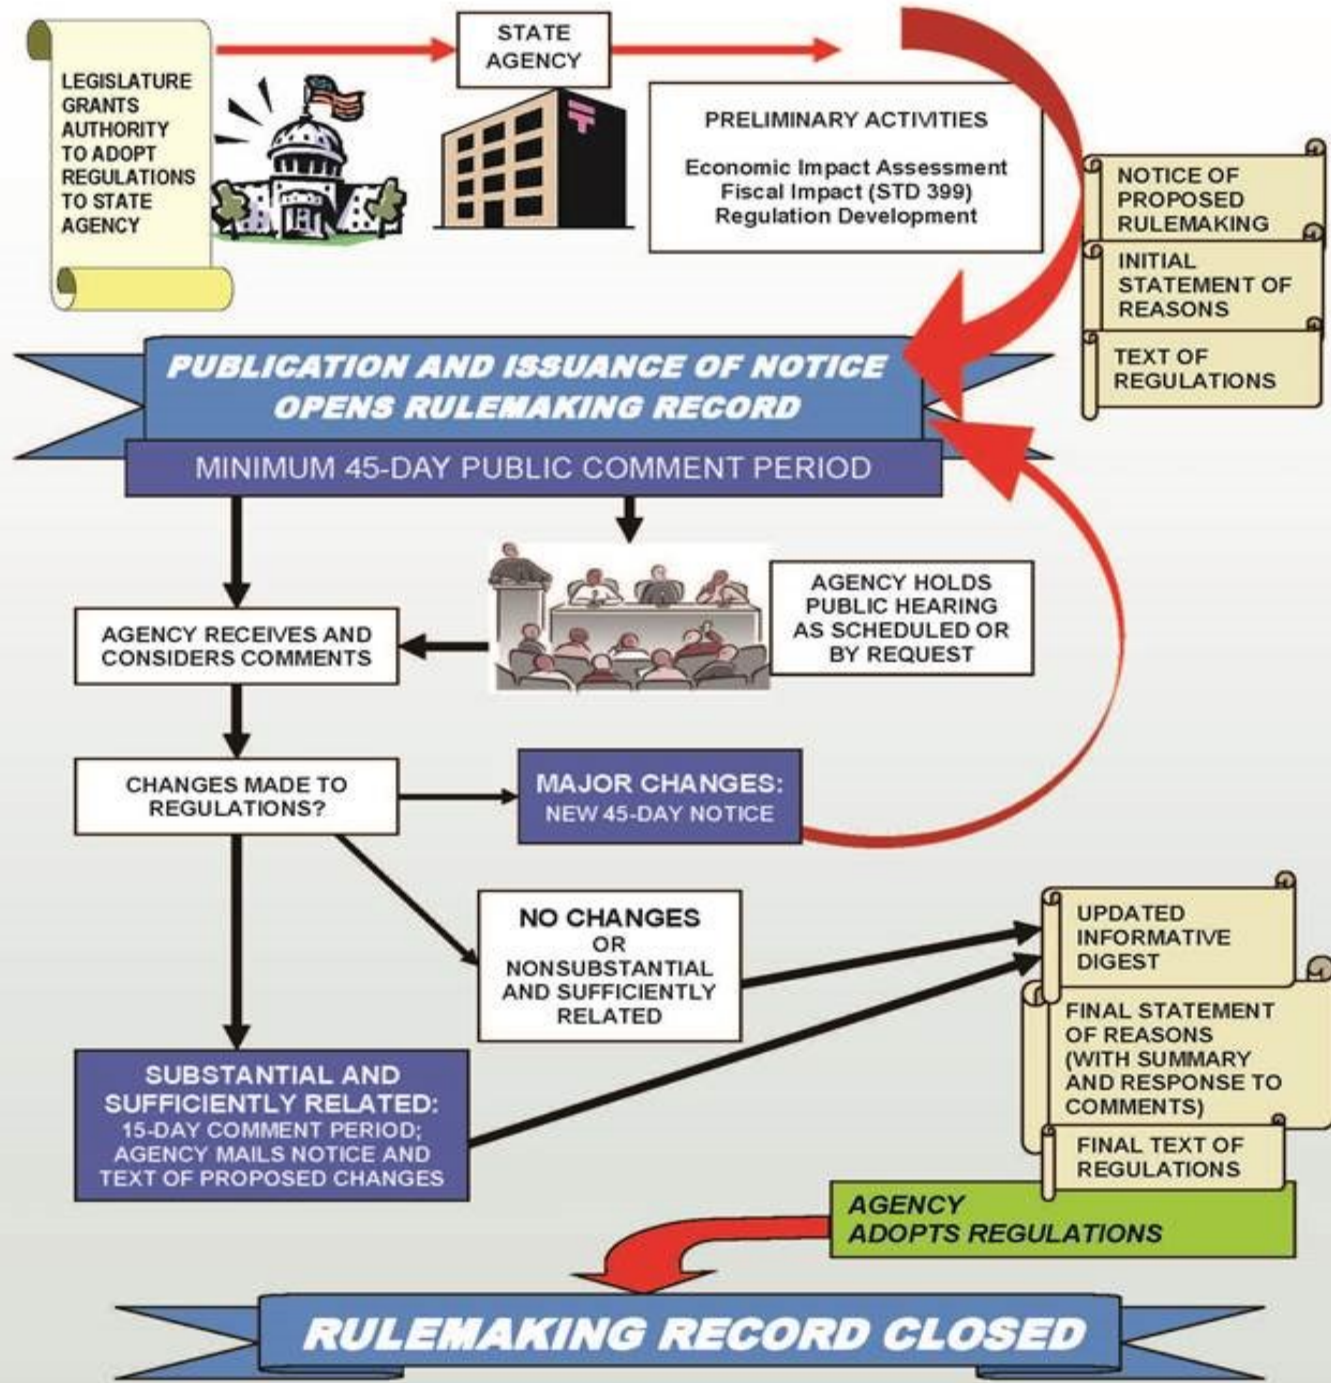 LEGISLATURE
GRANTS
AUTHORITY
TO ADOPT
REGULATIONS
TO STATE
AGENCY
STATE
AGENCY
PRELIMINARY ACTIVITIES
Economic Impact Assessment
Fiscal Impact (STD 399)
Regulation Development
NOTICE OF
PROPOSED
RULEMAKING
INITIAL
STATEMENT OF
REASONS
TEXT OF
REGULATIONS
PUBLICATION AND ISSUANCE OF NOTICE
OPENS RULEMAKING RECORD
MINIMUM 45-DAY PUBLIC COMMENT PERIOD
AGENCY HOLDS
PUBLIC HEARING
AS SCHEDULED OR
BY REQUEST
AGENCY RECEIVES AND
CONSIDERS COMMENTS
CHANGES MADE TO
REGULATIONS?
MAJOR CHANGES:
NEW 45-DAY NOTICE
NO CHANGES
OR
NONSUBSTANTIAL
AND SUFFICIENTLY
RELATED
SUBSTANTIAL AND
SUFFICIENTLY RELATED:
15-DAY COMMENT PERIOD;
AGENCY MAILS NOTICE AND
TEXT OF PROPOSED CHANGES
UPDATED
INFORMATIVE
DIGEST
FINAL STATEMENT
OF REASONS
(WITH SUMMARY
AND RESPONSE TO
COMMENTS)
FINAL TEXT OF
REGULATIONS
AGENCY
ADOPTS REGULATIONS
RULEMAKING RECORD CLOSED